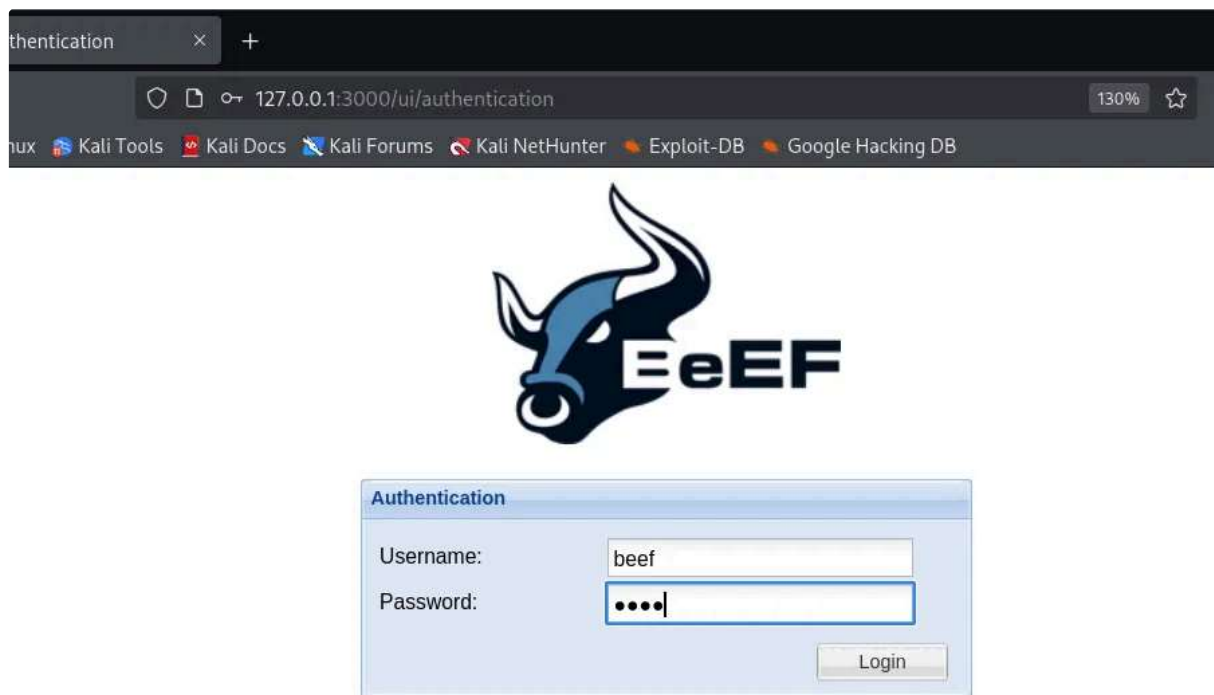 thentication × +
127.0.0.1:3000/ui/authentication 130%
nux Kali Tools Kali Docs Kali Forums Kali NetHunter Exploit-DB Google Hacking DB
BeEF
Authentication
Username: beef
Password: ••••
Login